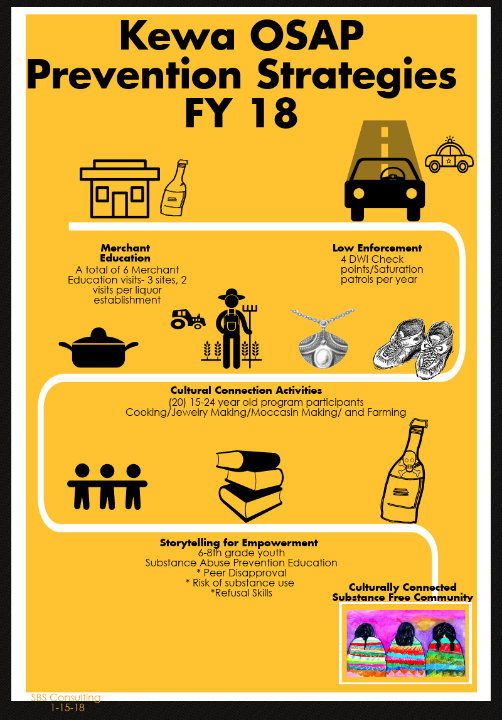 Kewa OSAP
Prevention Strategies
FY 18
Merchant
Education
A total of 6 Merchant
Education visits- 3 sites, 2
visits per liquor
establishment
Low Enforcement
4 DWI Check
points/Saturation
patrols per year
Cultural Connection Activities
(20) 15-24 year old program participants
Cooking/Jewelry Making/Moccasin Making/ and Farming
Storytelling for Empowerment
6-8th grade youth
Substance Abuse Prevention Education
* Peer Disapproval
* Risk of substance use
*Refusal Skills
Culturally Connected
Substance Free Community
SBS Consulting
1-15-18